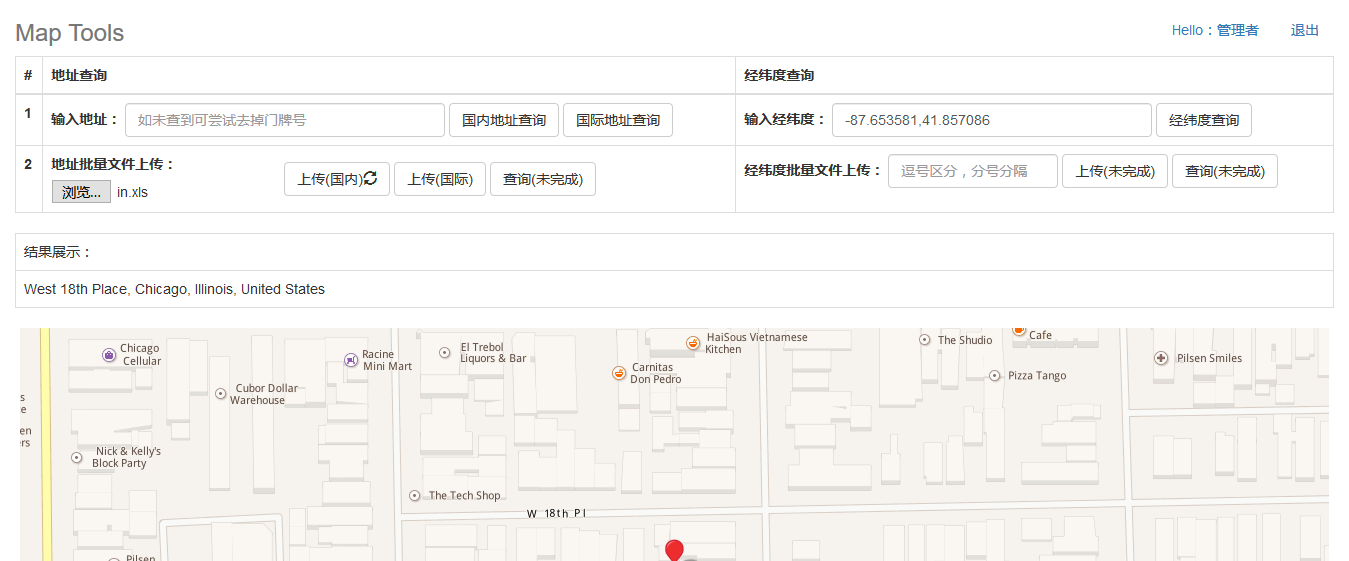 Map Tools
Hello：管理者 退出
# 地址查询 经纬度查询
1 输入地址： 如未查到可尝试去掉门牌号 国内地址查询 国际地址查询 输入经纬度： -87.653581,41.857086 经纬度查询
2 地址批量文件上传： 上传(国内) 上传(国际) 查询(未完成) 经纬度批量文件上传： 逗号区分，分号分隔 上传(未完成) 查询(未完成)
浏览... in.xls
结果展示：
West 18th Place, Chicago, Illinois, United States
Chicago
Cellular
Racine
Mini Mart
El Trebol
Liquors & Bar
HaiSous Vietnamese
Kitchen
The Shudio
Cafe
Pilsen Smiles
Carnitas
Don Pedro
Pizza Tango
Cubor Dollar
Warehouse
s
e
en
ers
Nick & Kelly's
Block Party
The Tech Shop
W 18th Pl
Pilsen